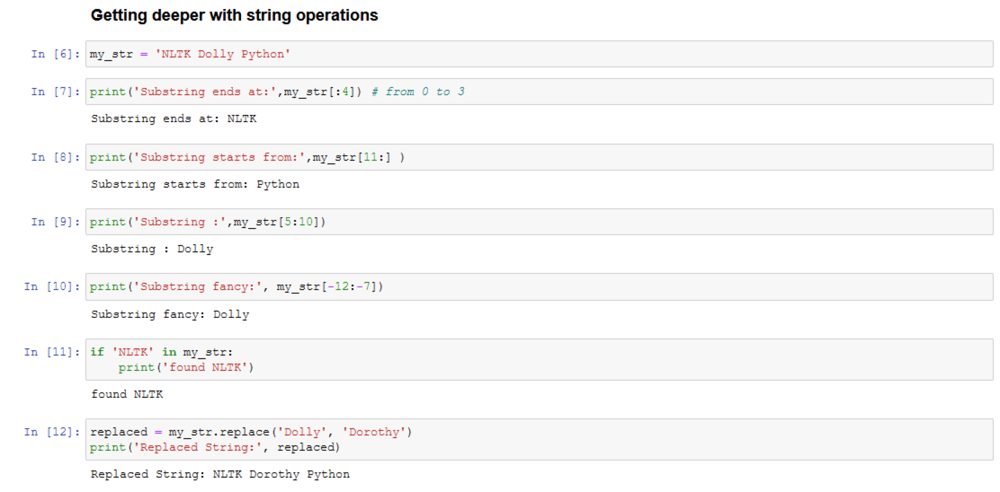 Getting deeper with string operations
In [6]: my_str = 'NLTK Dolly Python'
In [7]: print('Substring ends at:',my_str[:4]) # from 0 to 3
Substring ends at: NLTK
In [8]: print('Substring starts from:',my_str[11:] )
Substring starts from: Python
In [9]: print('Substring :',my_str[5:10])
Substring : Dolly
In [10]: print('Substring fancy:', my_str[-12:-7])
Substring fancy: Dolly
In [11]: if 'NLTK' in my_str:
    print('found NLTK')
found NLTK
In [12]: replaced = my_str.replace('Dolly', 'Dorothy')
print('Replaced String:', replaced)
Replaced String: NLTK Dorothy Python